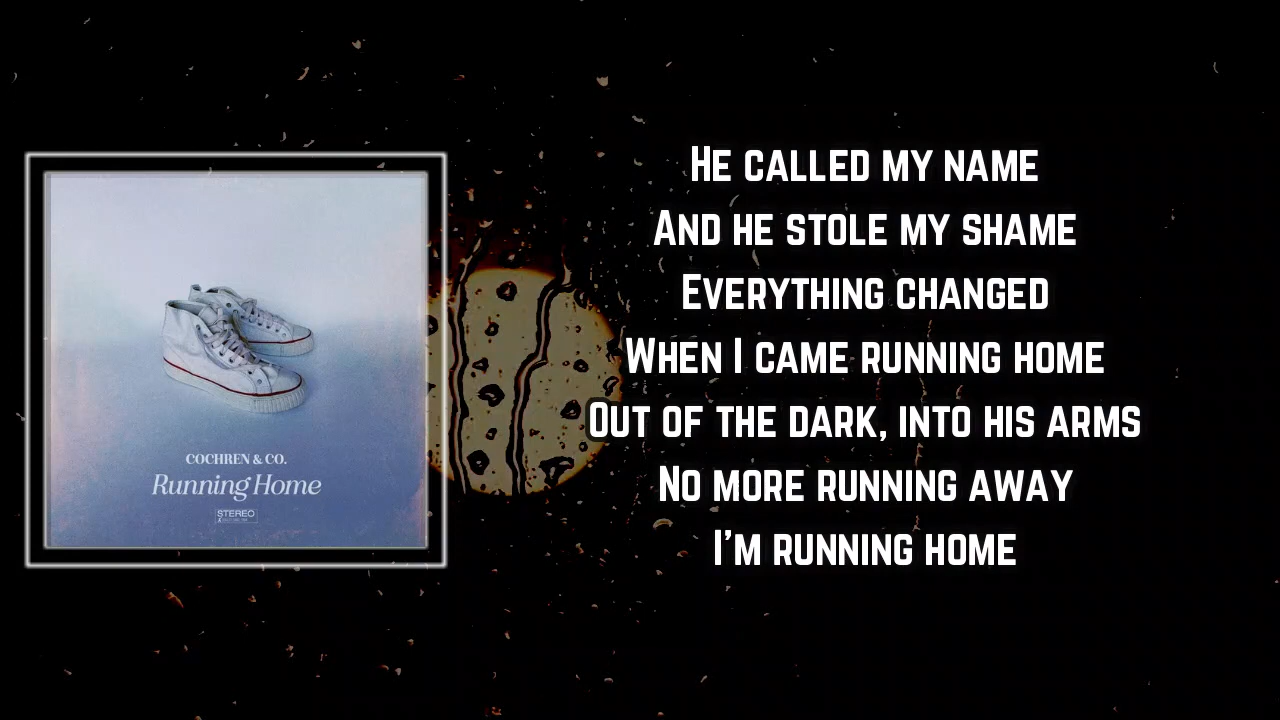 He called my name
And he stole my shame
Everything changed
When I came running home
Out of the dark, into his arms
No more running away
I'm running home
COCHREN & CO.
Running Home
STEREO